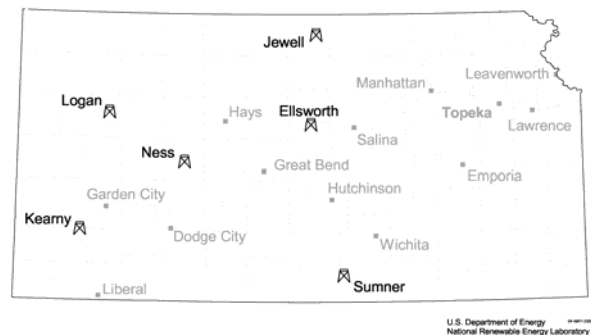 Jewell
Leavenworth
Manhattan
Logan
Hays
Ellsworth
Topeka
Lawrence
Salina
Ness
Great Bend
Emporia
Garden City
Hutchinson
Kearny
Dodge City
Wichita
Liberal
Sumner
U.S. Department of Energy
National Renewable Energy Laboratory